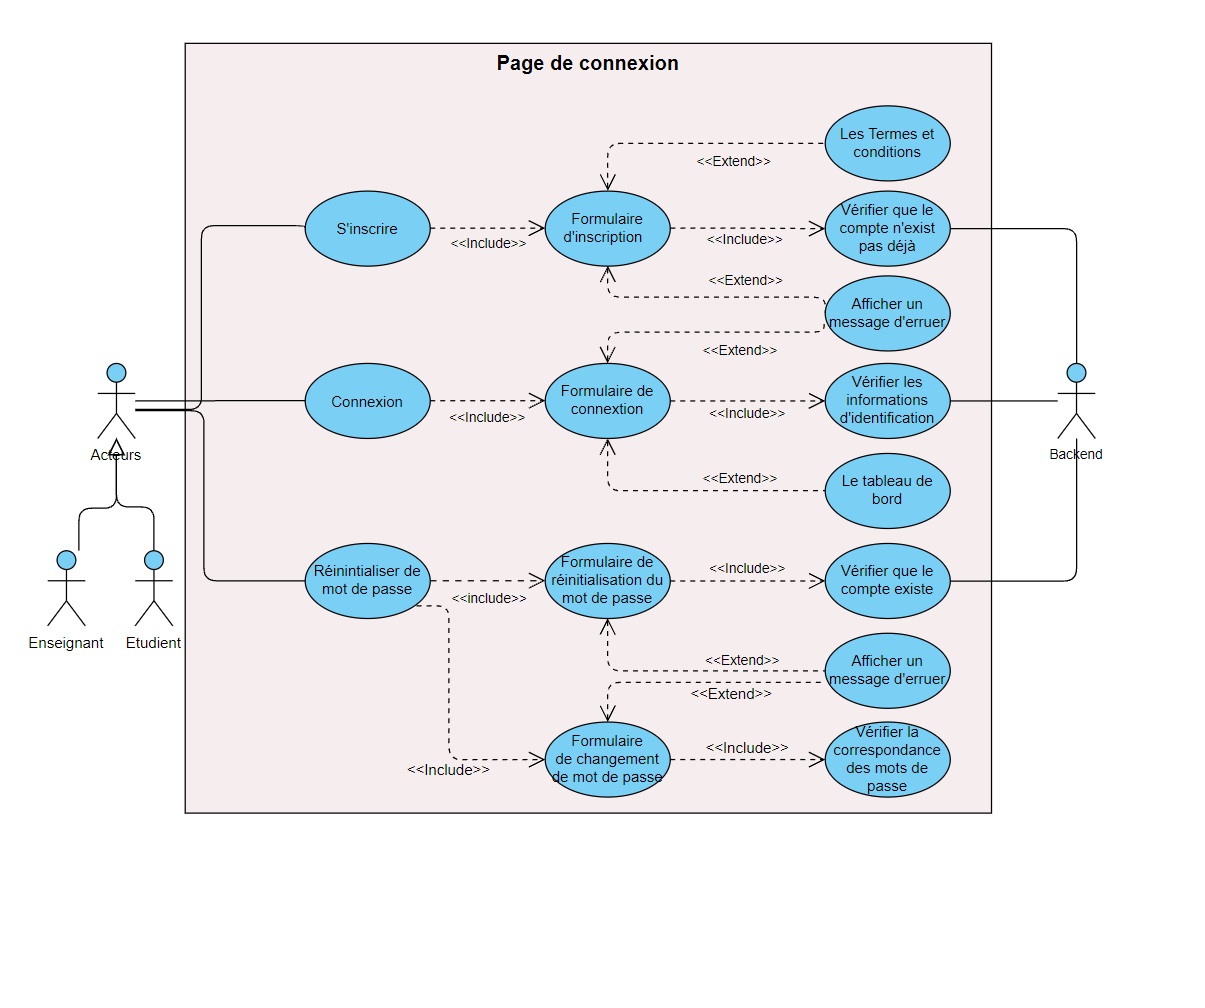 Page de connexion
Les Termes et
conditions
<<Extend>>
S'inscrire
<<Include>>
Formulaire
d'inscription
<<Include>>
Vérifier que le
compte n'exist
pas déjà
<<Extend>>
Afficher un
message d'erruer
<<Extend>>
Acteurs
Connexion
<<Include>>
Formulaire de
connextion
<<Include>>
Vérifier les
informations
d'identification
Backend
<<Extend>>
Le tableau de
bord
Enseignant
Etudient
Réinintialiser de
mot de passe
<<include>>
Formulaire de
réinitialisation du
mot de passe
<<Include>>
Vérifier que le
compte existe
<<Extend>>
Afficher un
message d'erruer
<<Extend>>
<<Include>>
Formulaire
de changement
de mot de passe
<<Include>>
Vérifier la
correspondance
des mots de
passe